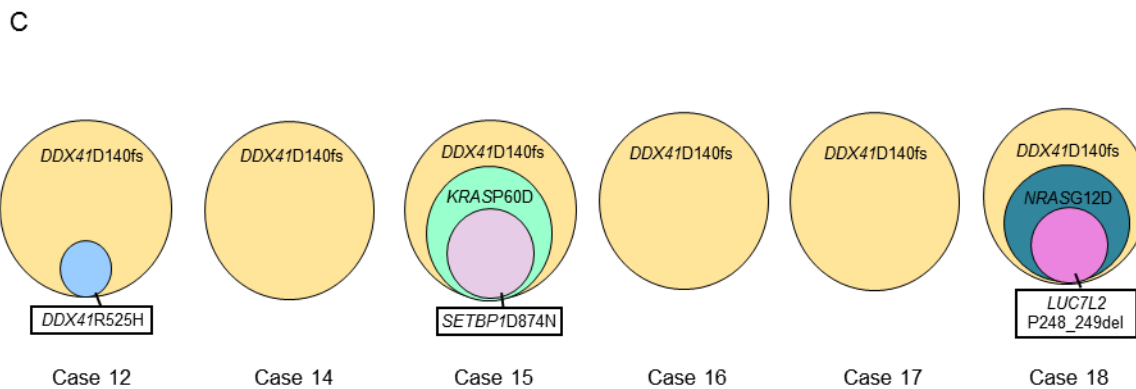 C
DDX41D140fs
DDX41D140fs
DDX41D140fs
DDX41D140fs
DDX41D140fs
DDX41D140fs
KRASP60D
NRASG12D
DDX41R525H
SETBP1D874N
LUC7L2
P248_249del
Case 12
Case 14
Case 15
Case 16
Case 17
Case 18